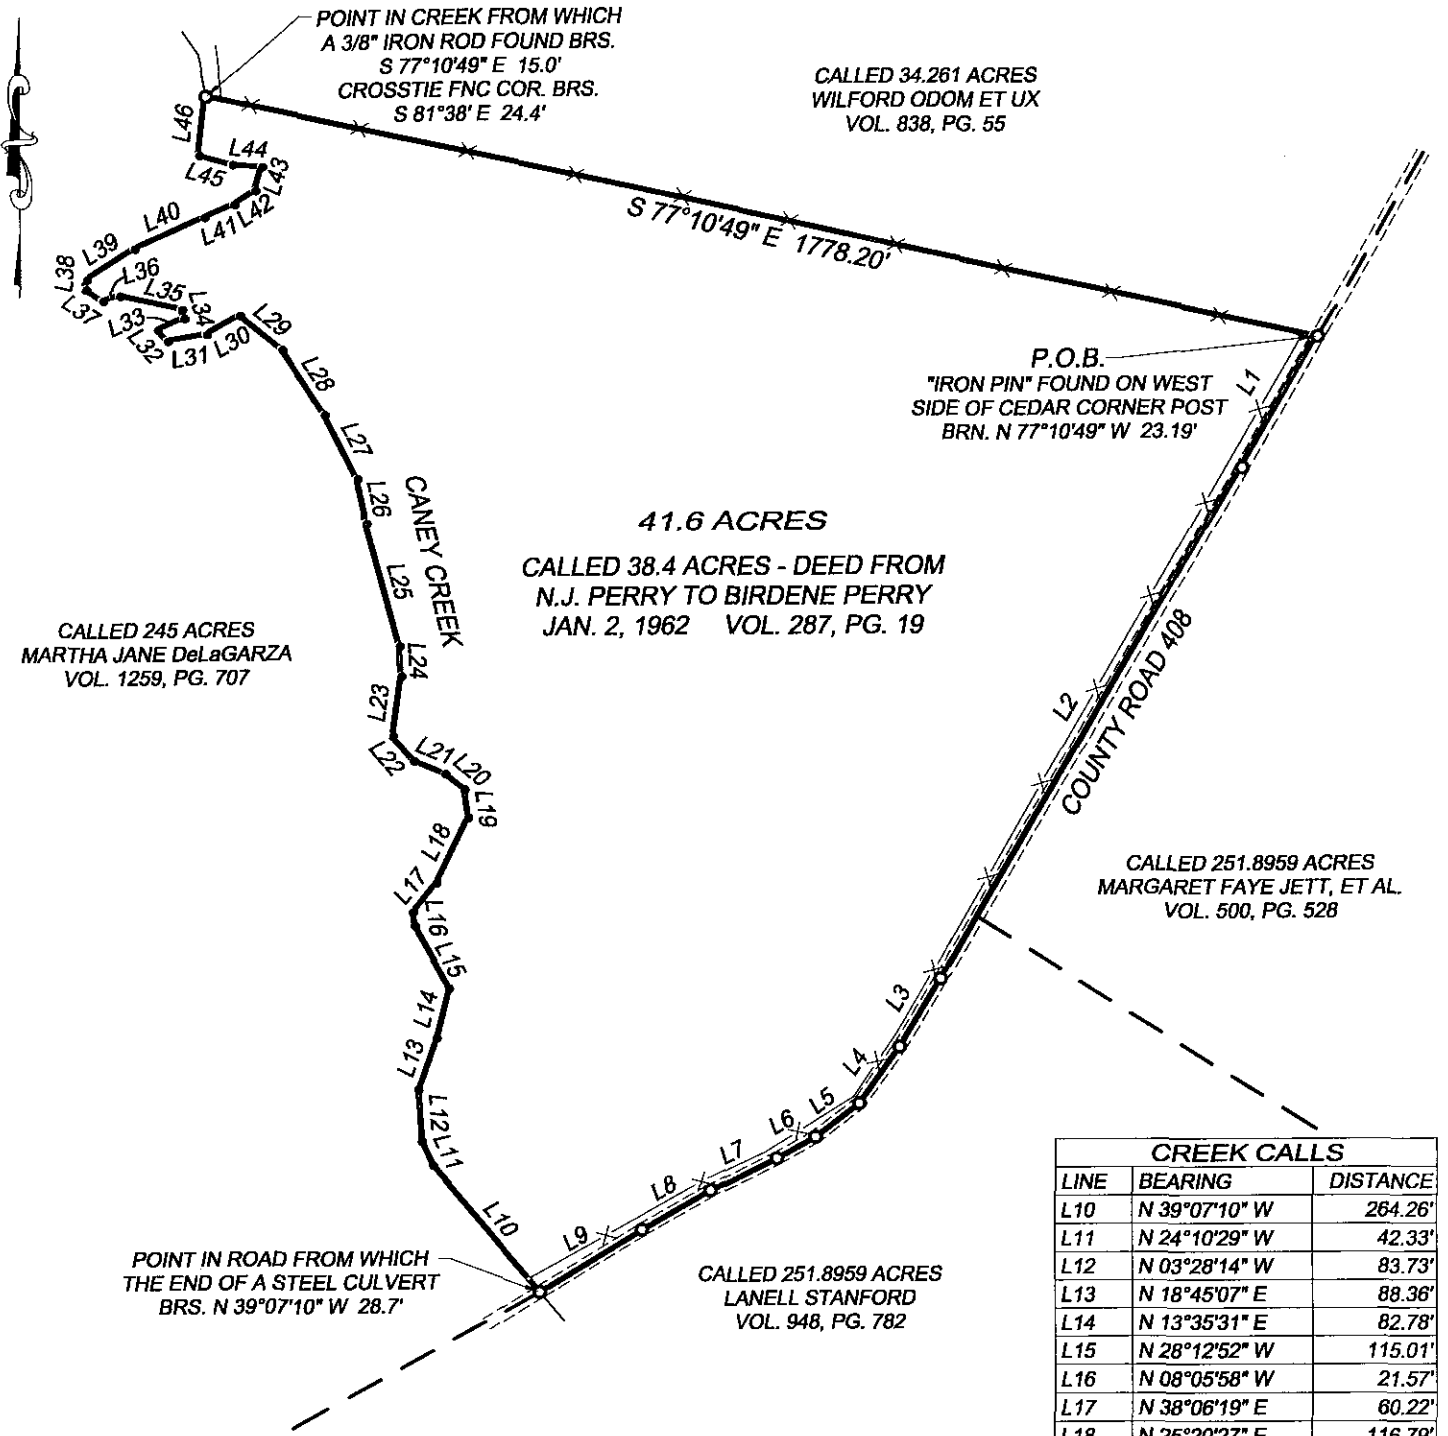 POINT IN CREEK FROM WHICH
A 3/8" IRON ROD FOUND BRS.
S 77°10'49" E 15.0'
CROSSTIE FNC COR. BRS.
S 81°38' E 24.4'
CALLED 34.261 ACRES
WILFORD ODOM ET UX
VOL. 838, PG. 55
S 77°10'49" E 1778.20'
L46
L44
L43
L45
L42
L41
L40
L39
L38
L36
L37
L35
L34
L33
L32
L31
L30
L29
L28
L27
L26
L25
L24
L23
L22
L21
L20
L19
L18
L17
L16
L15
L14
L13
L12
L11
L10
P.O.B.
"IRON PIN" FOUND ON WEST
SIDE OF CEDAR CORNER POST
BRN. N 77°10'49" W 23.19'
L1
L2
L3
L4
L5
L6
L7
L8
L9
CANEY CREEK
COUNTY ROAD 408
41.6 ACRES
CALLED 38.4 ACRES - DEED FROM
N.J. PERRY TO BIRDENE PERRY
JAN. 2, 1962 VOL. 287, PG. 19
CALLED 245 ACRES
MARTHA JANE DeLaGARZA
VOL. 1259, PG. 707
CALLED 251.8959 ACRES
MARGARET FAYE JETT, ET AL.
VOL. 500, PG. 528
POINT IN ROAD FROM WHICH
THE END OF A STEEL CULVERT
BRS. N 39°07'10" W 28.7'
CALLED 251.8959 ACRES
LANELL STANFORD
VOL. 948, PG. 782
CREEK CALLS
LINE BEARING DISTANCE
L10 N 39°07'10" W 264.26'
L11 N 24°10'29" W 42.33'
L12 N 03°28'14" W 83.73'
L13 N 18°45'07" E 88.36'
L14 N 13°35'31" E 82.78'
L15 N 28°12'52" W 115.01'
L16 N 08°05'58" W 21.57'
L17 N 38°06'19" E 60.22'
L18 N 25°20'27" E 116.79'